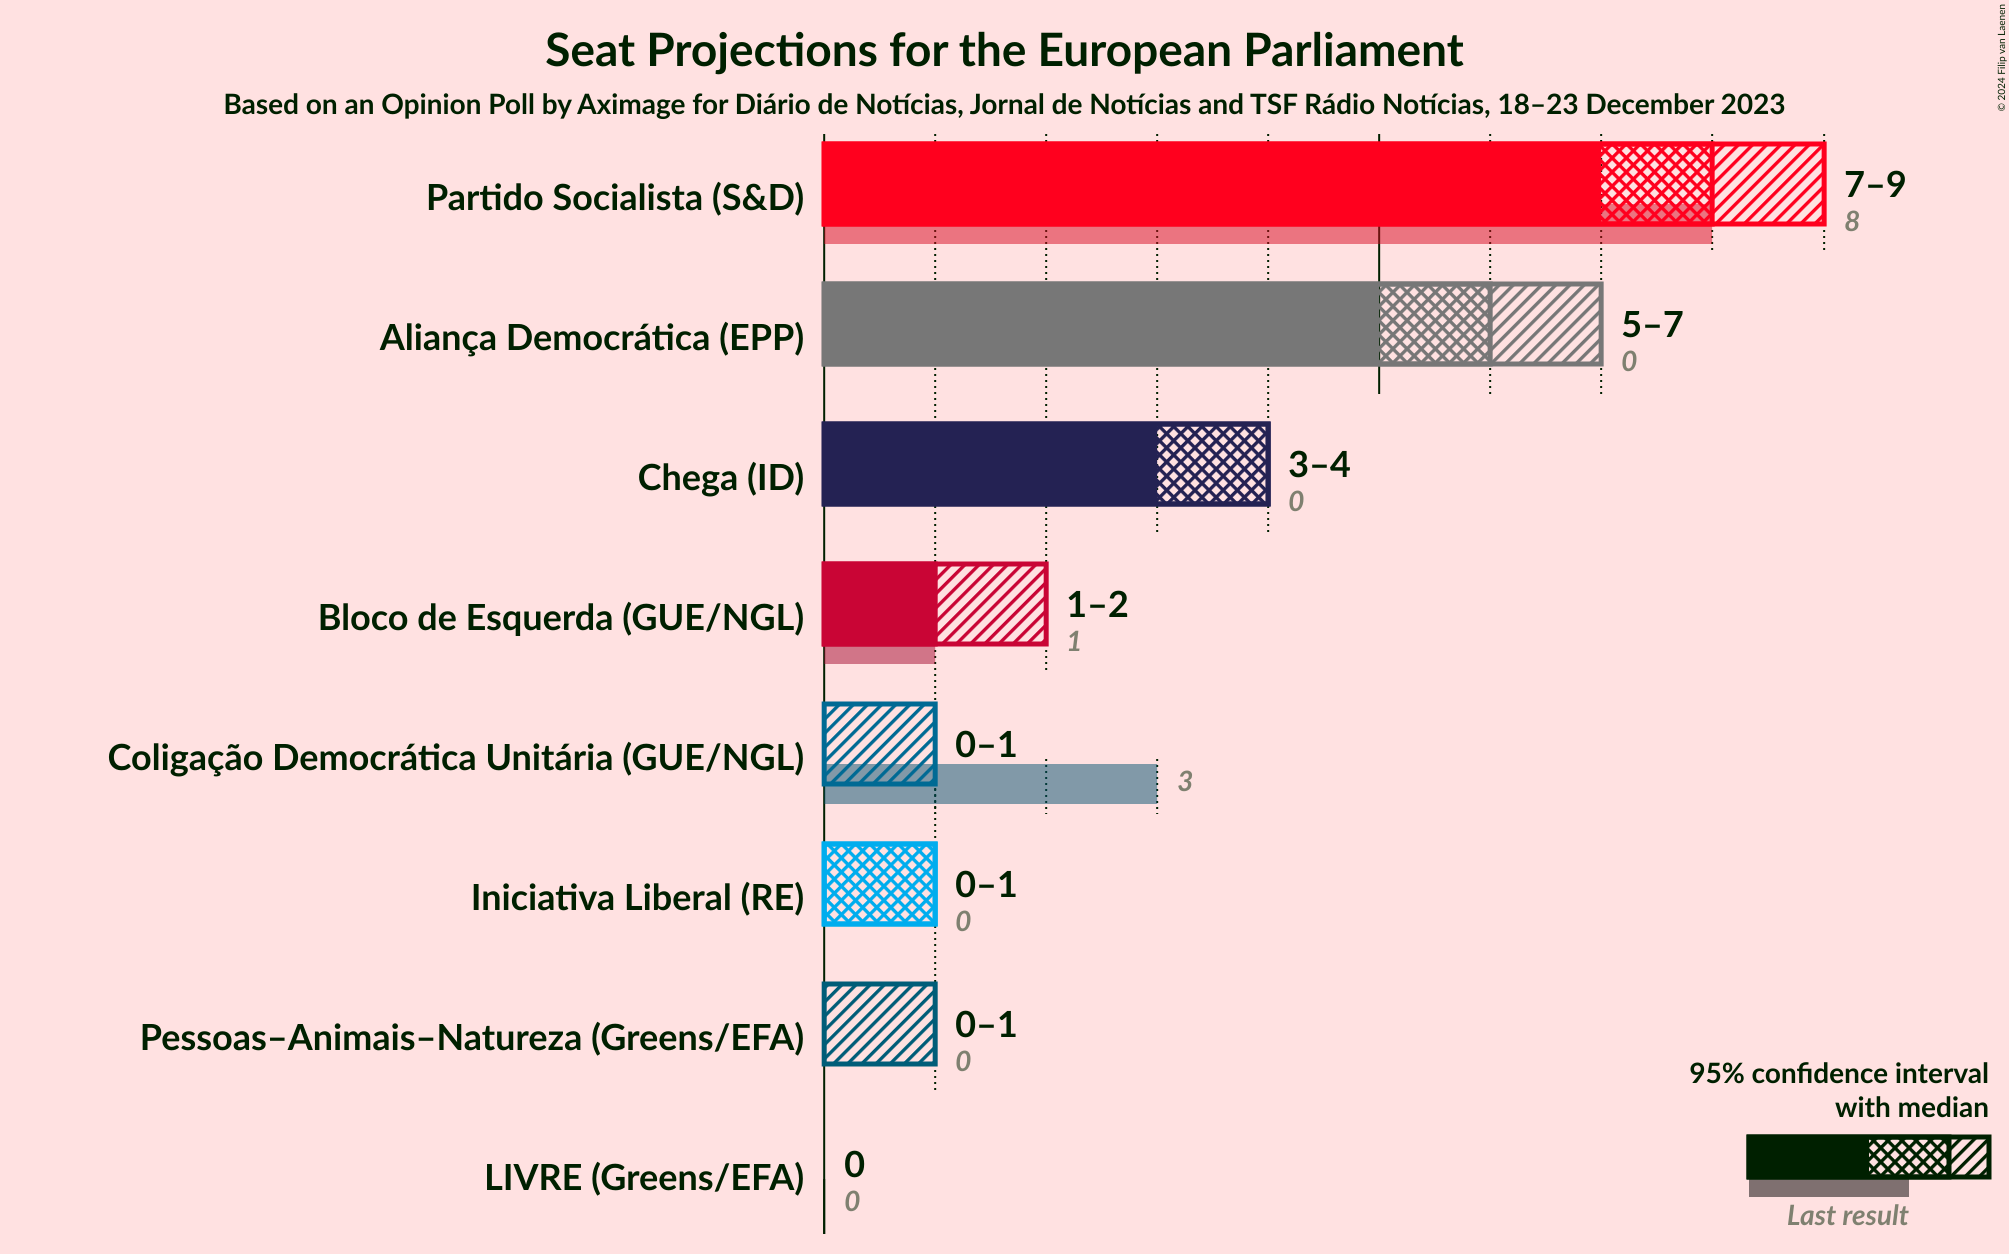 Seat Projections for the European Parliament
Based on an Opinion Poll by Aximage for Diário de Notícias, Jornal de Notícias and TSF Rádio Notícias, 18–23 December 2023
© 2024 Filip van Laenen
Partido Socialista (S&D)
7–9
8
Aliança Democrática (EPP)
5–7
0
Chega (ID)
3–4
0
Bloco de Esquerda (GUE/NGL)
1–2
1
Coligação Democrática Unitária (GUE/NGL)
0–1
3
Iniciativa Liberal (RE)
0–1
0
Pessoas–Animais–Natureza (Greens/EFA)
0–1
0
LIVRE (Greens/EFA)
0
0
95% confidence interval
with median
Last result